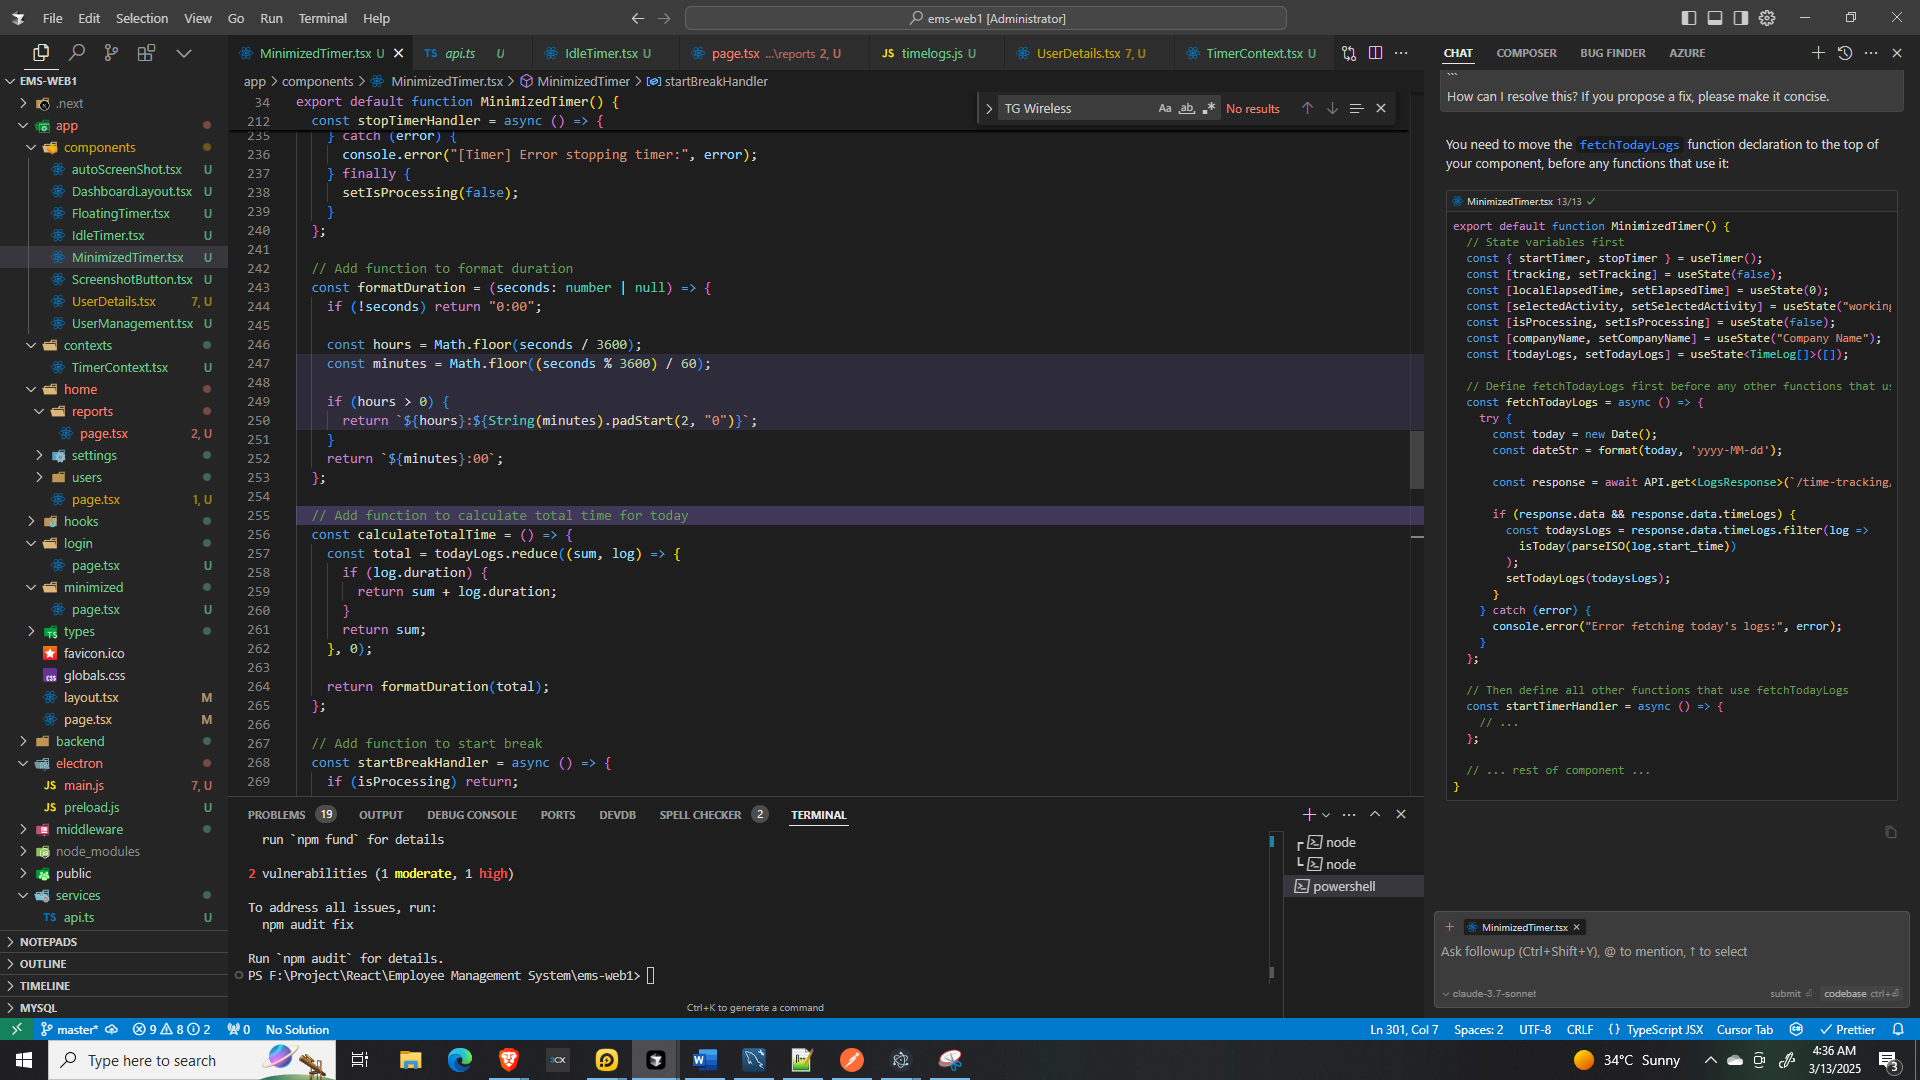 File Edit Selection View Go Run Terminal Help
ems-web1 [Administrator]
MinimizedTimer.tsx U
TS api.ts U
IdleTimer.tsx U
page.tsx ...\reports 2, U
JS timelogs.js U
UserDetails.tsx 7, U
TimerContext.tsx U
CHAT COMPOSER BUG FINDER AZURE
EMS-WEB1
.next
app
components
autoScreenShot.tsx U
DashboardLayout.tsx U
FloatingTimer.tsx U
IdleTimer.tsx U
MinimizedTimer.tsx U
ScreenshotButton.tsx U
UserDetails.tsx 7, U
UserManagement.tsx U
contexts
TimerContext.tsx U
home
reports
page.tsx 2, U
settings
users
page.tsx 1, U
hooks
login
page.tsx U
minimized
page.tsx U
types
favicon.ico
globals.css
layout.tsx M
page.tsx M
backend
electron
JS main.js 7, U
JS preload.js U
middleware
node_modules
public
services
TS api.ts U
NOTEPADS
OUTLINE
TIMELINE
MYSQL
app > components > MinimizedTimer.tsx > MinimizedTimer > startBreakHandler
TG Wireless Aa ab No results
34 export default function MinimizedTimer() {
212 const stopTimerHandler = async () => {
235 } catch (error) {
236 console.error("[Timer] Error stopping timer:", error);
237 } finally {
238 setIsProcessing(false);
239 }
240 };
241
242 // Add function to format duration
243 const formatDuration = (seconds: number | null) => {
244 if (!seconds) return "0:00";
245
246 const hours = Math.floor(seconds / 3600);
247 const minutes = Math.floor((seconds % 3600) / 60);
248
249 if (hours > 0) {
250 return `${hours}:${String(minutes).padStart(2, "0")}`;
251 }
252 return `${minutes}:00`;
253 };
254
255 // Add function to calculate total time for today
256 const calculateTotalTime = () => {
257 const total = todayLogs.reduce((sum, log) => {
258 if (log.duration) {
259 return sum + log.duration;
260 }
261 return sum;
262 }, 0);
263
264 return formatDuration(total);
265 };
266
267 // Add function to start break
268 const startBreakHandler = async () => {
269 if (isProcessing) return;
PROBLEMS 19 OUTPUT DEBUG CONSOLE PORTS DEVDB SPELL CHECKER 2 TERMINAL
run `npm fund` for details
2 vulnerabilities (1 moderate, 1 high)
To address all issues, run:
npm audit fix
Run `npm audit` for details.
PS F:\Project\React\Employee Management System\ems-web1>
Ctrl+K to generate a command
node
node
powershell
```
How can I resolve this? If you propose a fix, please make it concise.
You need to move the fetchTodayLogs function declaration to the top of
your component, before any functions that use it:
MinimizedTimer.tsx 13/13
export default function MinimizedTimer() {
// State variables first
const { startTimer, stopTimer } = useTimer();
const [tracking, setTracking] = useState(false);
const [localElapsedTime, setElapsedTime] = useState(0);
const [selectedActivity, setSelectedActivity] = useState("working
const [isProcessing, setIsProcessing] = useState(false);
const [companyName, setCompanyName] = useState("Company Name");
const [todayLogs, setTodayLogs] = useState<TimeLog[]>([]);
// Define fetchTodayLogs first before any other functions that us
const fetchTodayLogs = async () => {
try {
const today = new Date();
const dateStr = format(today, 'yyyy-MM-dd');
const response = await API.get<LogsResponse>(`/time-tracking/
if (response.data && response.data.timeLogs) {
const todaysLogs = response.data.timeLogs.filter(log =>
isToday(parseISO(log.start_time))
);
setTodayLogs(todaysLogs);
}
} catch (error) {
console.error("Error fetching today's logs:", error);
}
};
// Then define all other functions that use fetchTodayLogs
const startTimerHandler = async () => {
// ...
};
// ... rest of component ...
}
MinimizedTimer.tsx
Ask followup (Ctrl+Shift+Y), @ to mention, ↑ to select
claude-3.7-sonnet submit codebase ctrl+
master* 9 8 2 0 No Solution
Ln 301, Col 7 Spaces: 2 UTF-8 CRLF {} TypeScript JSX Cursor Tab Prettier
Type here to search
34°C Sunny
4:36 AM
3/13/2025
3